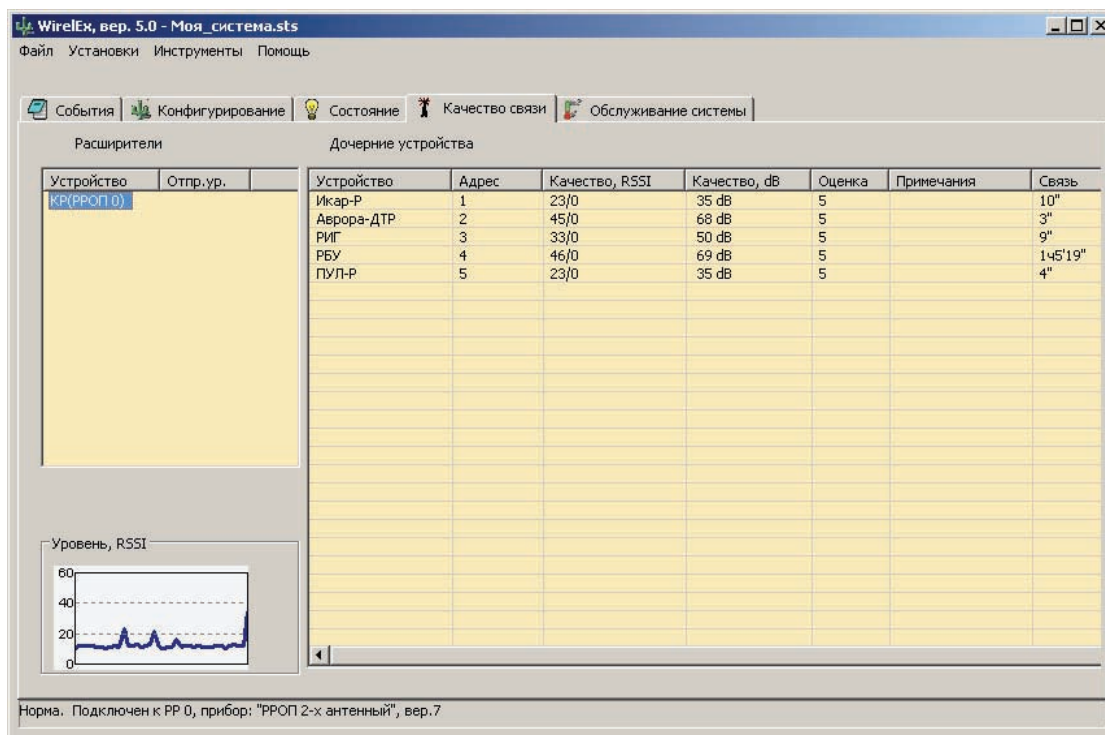 WirelEx, вер. 5.0 - Моя_система.sts
Файл Установки Инструменты Помощь
События Конфигурирование Состояние Качество связи Обслуживание системы
Расширители Дочерние устройства
Устройство Отпр.ур. Устройство Адрес Качество, RSSI Качество, dB Оценка Примечания Связь
КР(РРОП 0) Икар-Р 1 23/0 35 dB 5 10"
Аврора-ДТР 2 45/0 68 dB 5 3"
РИГ 3 33/0 50 dB 5 9"
РБУ 4 46/0 69 dB 5 1ч5'19"
ПУЛ-Р 5 23/0 35 dB 5 4"
Уровень, RSSI
60
40
20
0
Норма. Подключен к РР 0, прибор: "РРОП 2-х антенный", вер.7